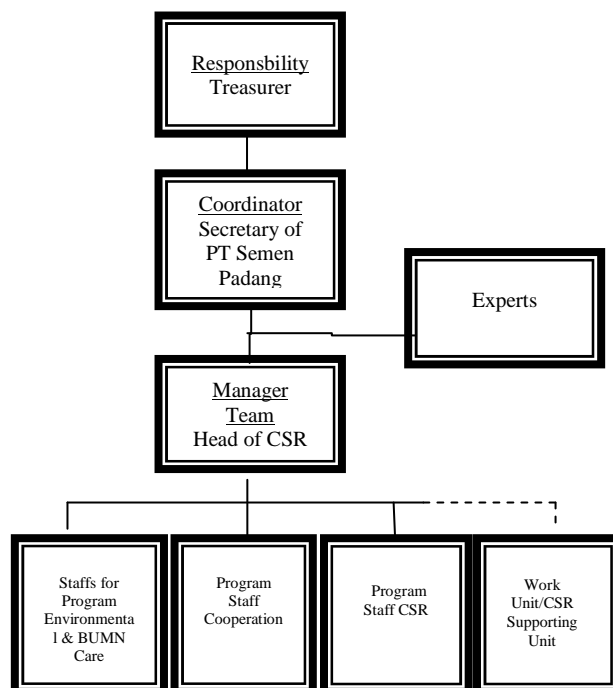 Responsbility
Treasurer
Coordinator
Secretary of
PT Semen
Padang
Experts
Manager
Team
Head of CSR
Staffs for
Program
Environmenta
l & BUMN
Care
Program
Staff
Cooperation
Program
Staff CSR
Work
Unit/CSR
Supporting
Unit